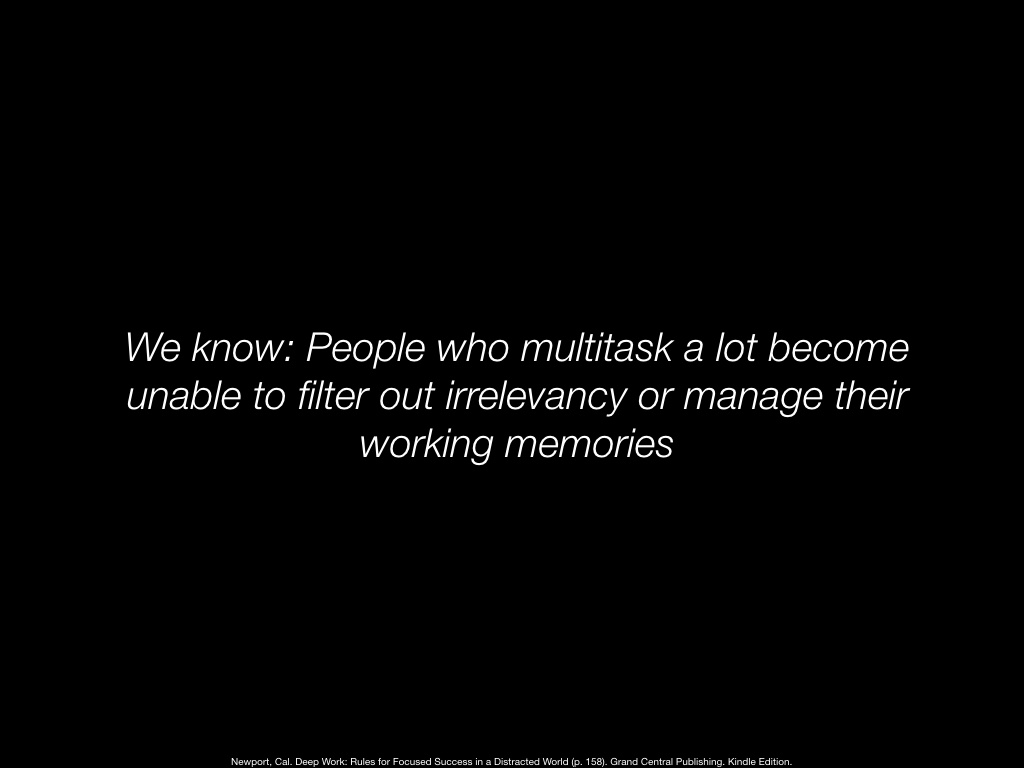 We know: People who multitask a lot become
unable to filter out irrelevancy or manage their
working memories
Newport, Cal. Deep Work: Rules for Focused Success in a Distracted World (p. 158). Grand Central Publishing. Kindle Edition.